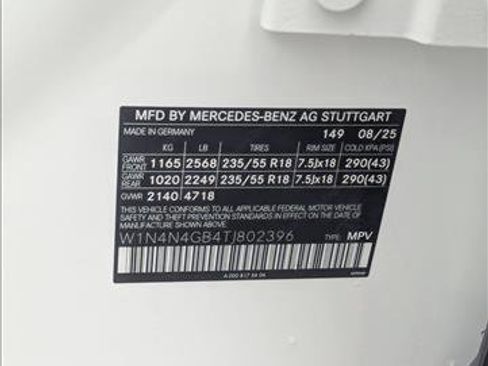 MFD BY MERCEDES-BENZ AG STUTTGART
MADE IN GERMANY 149 08/25
KG LB TIRES RIM SIZE COLD KPA(PSI)
GAWR FRONT 1165 2568 235/55 R18 7.5Jx18 290(43)
GAWR REAR 1020 2249 235/55 R18 7.5Jx18 290(43)
GVWR 2140 4718
THIS VEHICLE CONFORMS TO ALL APPLICABLE FEDERAL MOTOR VEHICLE
SAFETY AND THEFT PREVENTION STANDARDS IN EFFECT ON THE DATE OF
MANUFACTURE SHOWN ABOVE.
W1N4N4GB4TJ802396 TYPE: MPV